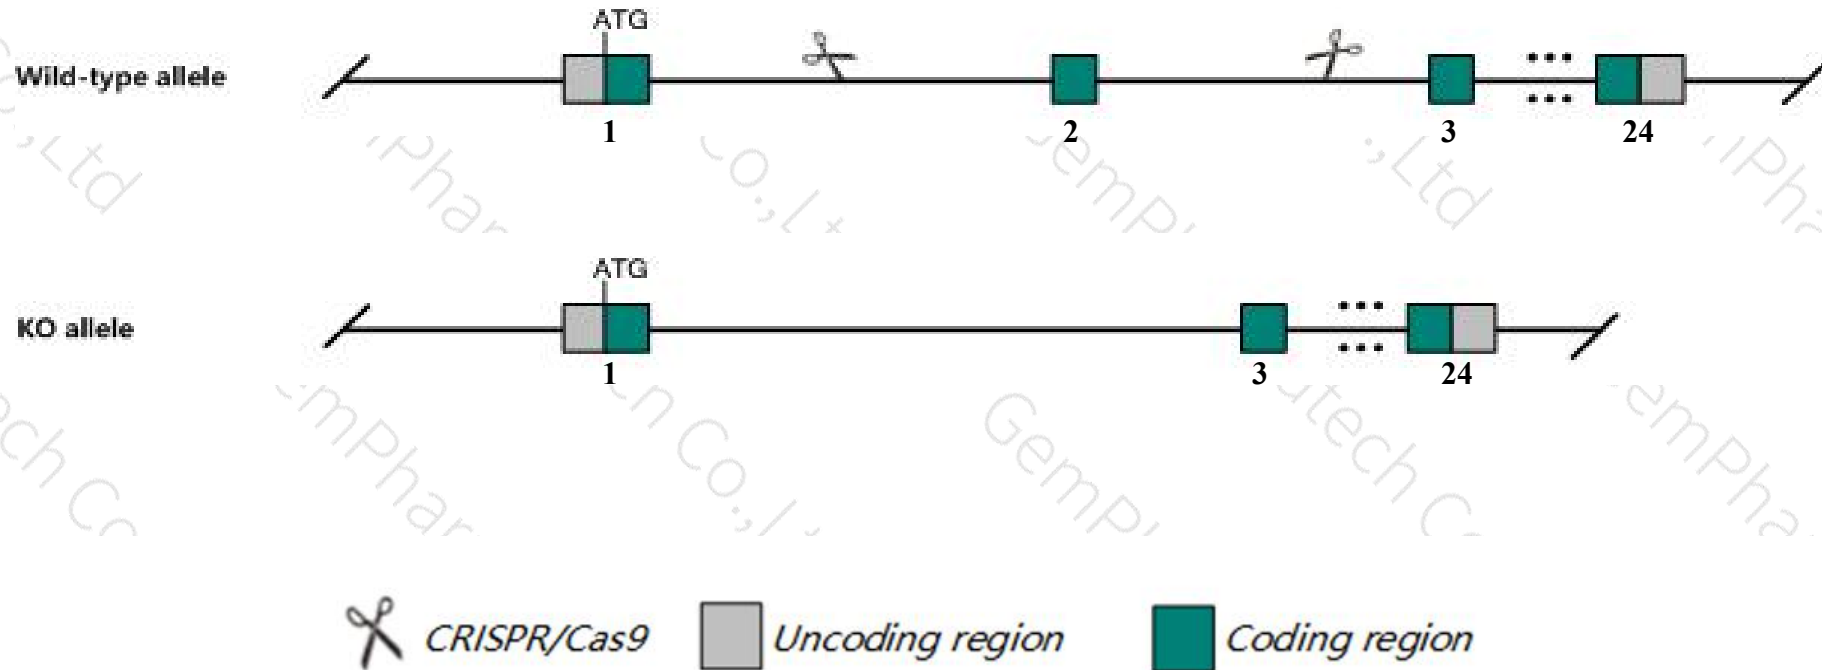 ATG
Wild-type allele
1 2 3 24
ATG
KO allele
1 3 24
CRISPR/Cas9 Uncoding region Coding region